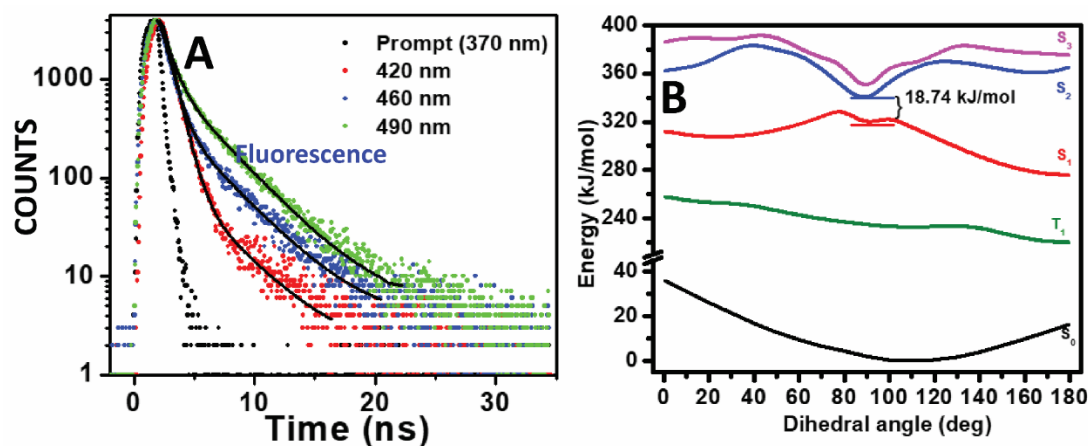 A
Prompt (370 nm)
420 nm
460 nm
490 nm
Fluorescence
COUNTS
1000
100
10
1
0
10
20
30
Time (ns)
B
400
360
320
280
240
40
20
0
Energy (kJ/mol)
S3
S2
18.74 kJ/mol
S1
T1
S0
0
20
40
60
80
100
120
140
160
180
Dihedral angle (deg)